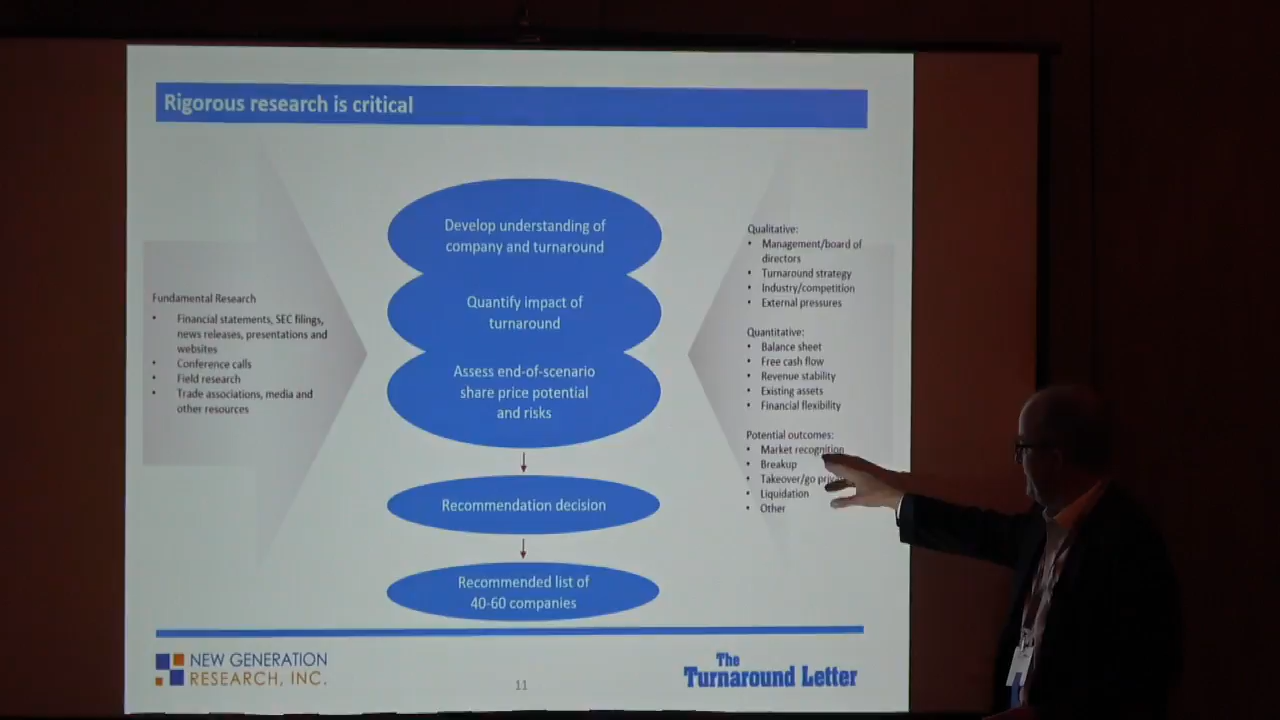 Rigorous research is critical
Fundamental Research
• Financial statements, SEC filings,
news releases, presentations and
websites
• Conference calls
• Field research
• Trade associations, media and
other resources
Develop understanding of
company and turnaround
Quantify impact of
turnaround
Assess end-of-scenario
share price potential
and risks
Recommendation decision
Recommended list of
40-60 companies
Qualitative:
• Management/board of
directors
• Turnaround strategy
• Industry/competition
• External pressures
Quantitative:
• Balance sheet
• Free cash flow
• Revenue stability
• Existing assets
• Financial flexibility
Potential outcomes:
• Market recognition
• Breakup
• Takeover/go
• Liquidation
• Other
NEW GENERATION
RESEARCH, INC.
11
The
Turnaround Letter